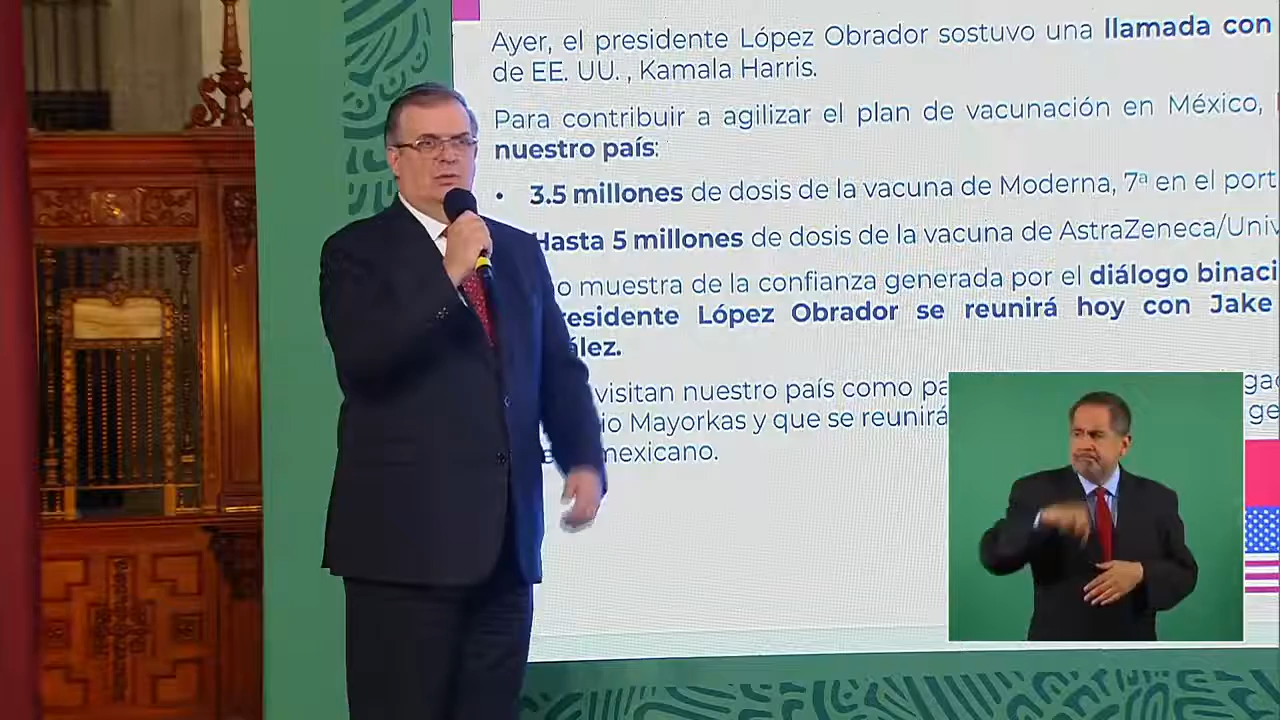 Ayer, el presidente López Obrador sostuvo una llamada con
de EE. UU. , Kamala Harris.
Para contribuir a agilizar el plan de vacunación en México,
nuestro país:
• 3.5 millones de dosis de la vacuna de Moderna, 7ª en el port
Hasta 5 millones de dosis de la vacuna de AstraZeneca/Univ
o muestra de la confianza generada por el diálogo binaci
residente López Obrador se reunirá hoy con Jake
ález.
visitan nuestro país como pa gad
io Mayorkas y que se reunirá ge
mexicano.